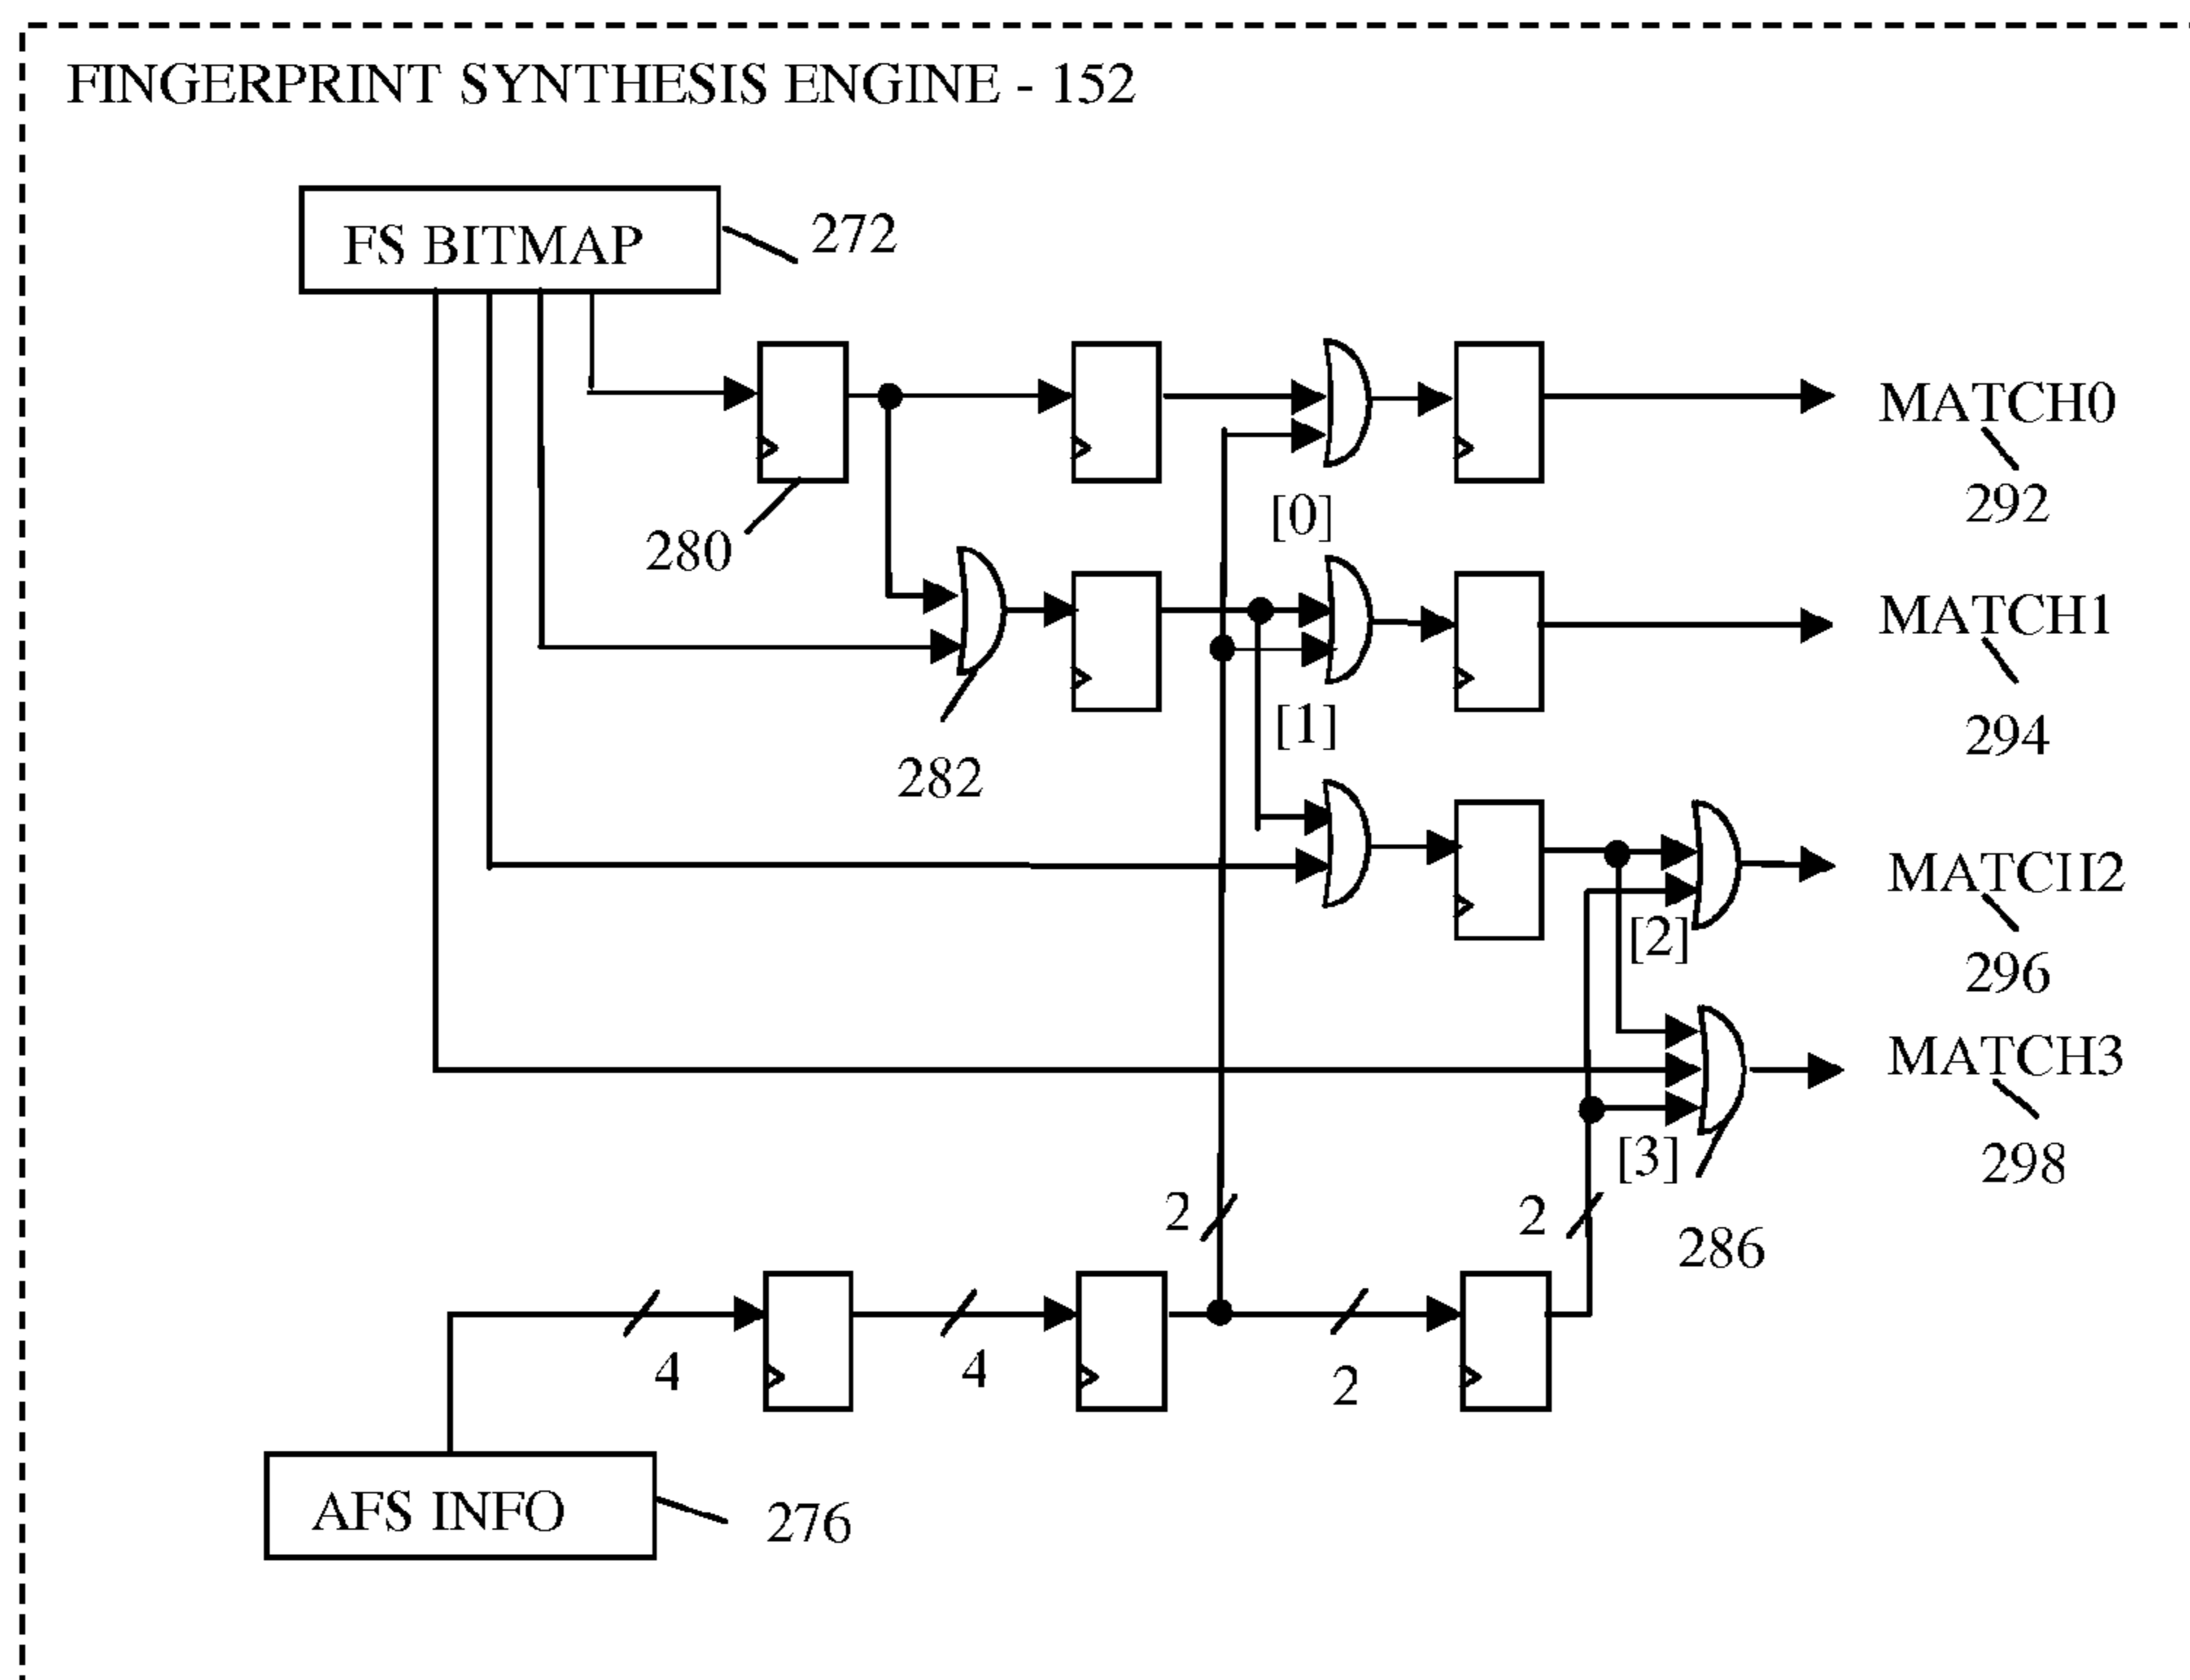 FINGERPRINT SYNTHESIS ENGINE - 152
FS BITMAP
272
MATCH0
292
[0]
280
MATCH1
294
[1]
282
MATCH2
296
[2]
MATCH3
298
[3]
286
2
2
4
4
2
AFS INFO
276